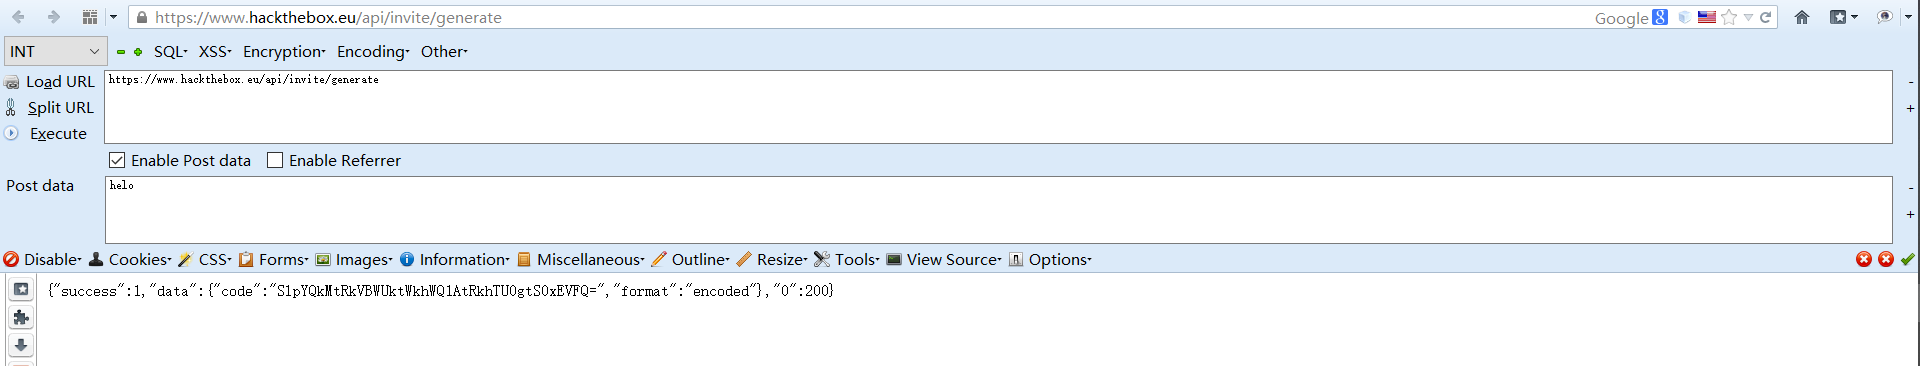 https://www.hackthebox.eu/api/invite/generate Google
INT SQL XSS Encryption Encoding Other
Load URL https://www.hackthebox.eu/api/invite/generate
Split URL
Execute
Enable Post data Enable Referrer
Post data helo
Disable Cookies CSS Forms Images Information Miscellaneous Outline Resize Tools View Source Options
{"success":1,"data":{"code":"S1pYQkMtRkVBWUktWkhWQ1AtRkhTU0gtS0xEVFQ=","format":"encoded"},"0":200}